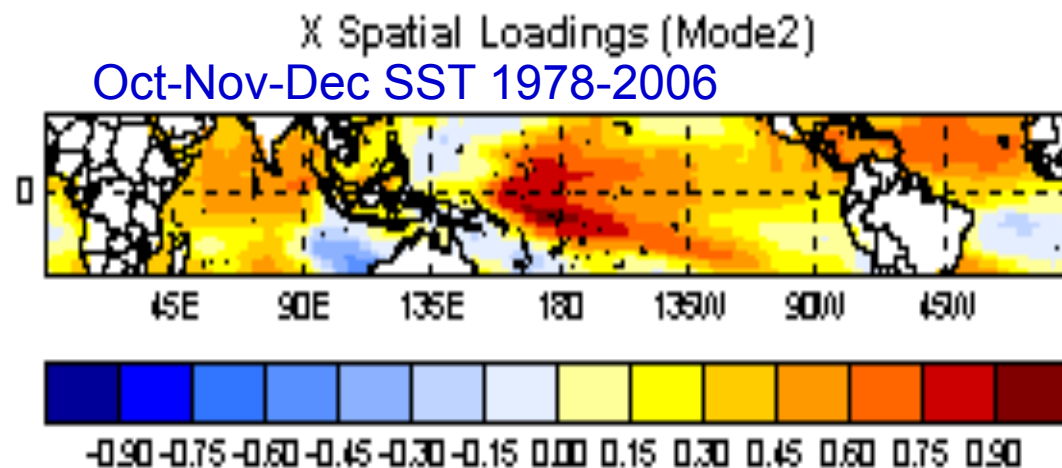 X Spatial Loadings (Mode2)
Oct-Nov-Dec SST 1978-2006
0
45E 90E 135E 180 135W 90W 45W
-0.90 -0.75 -0.60 -0.45 -0.30 -0.15 0.00 0.15 0.30 0.45 0.60 0.75 0.90